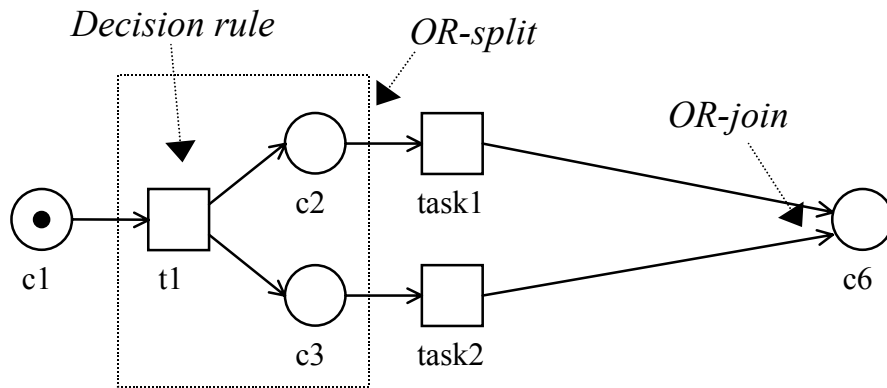 Decision rule
OR-split
OR-join
c2
task1
c1
t1
c6
c3
task2